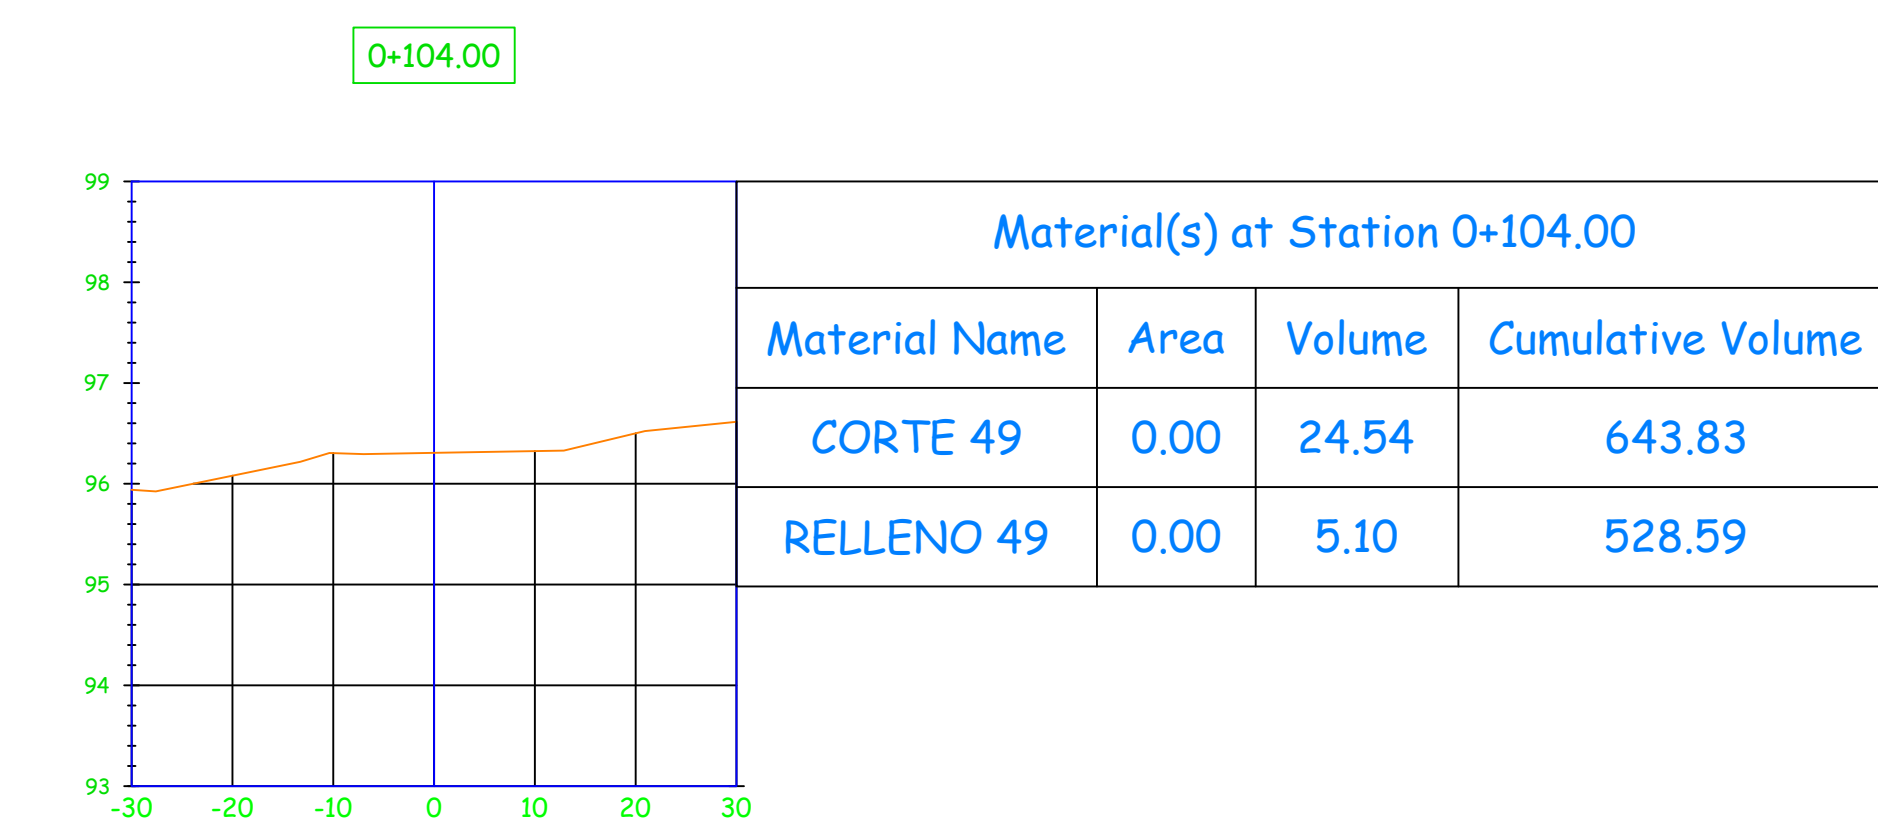 0+104.00
99
98
97
96
95
94
93
-30 -20 -10 0 10 20 30
Material(s) at Station 0+104.00
Material Name Area Volume Cumulative Volume
CORTE 49 0.00 24.54 643.83
RELLENO 49 0.00 5.10 528.59